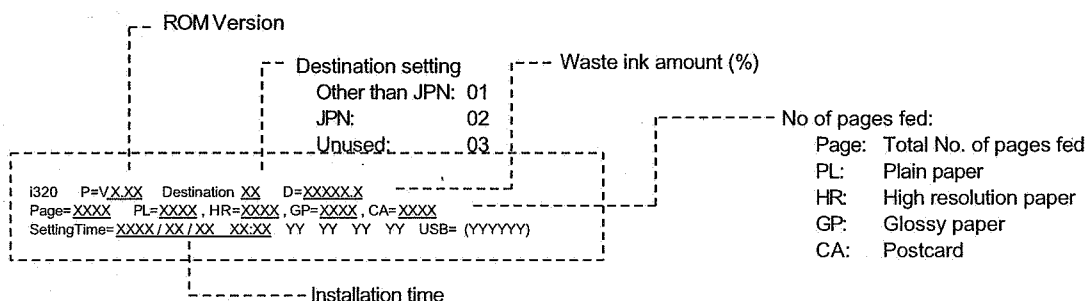 ROM Version
Destination setting
Other than JPN: 01
JPN: 02
Unused: 03
Waste ink amount (%)
No of pages fed:
Page: Total No. of pages fed
PL: Plain paper
HR: High resolution paper
GP: Glossy paper
CA: Postcard
i320 P=VX.XX Destination XX D=XXXXX.X
Page=XXXX PL=XXXX , HR=XXXX , GP=XXXX , CA=XXXX
SettingTime=XXXX / XX / XX XX:XX YY YY YY YY USB= (YYYYYY)
Installation time